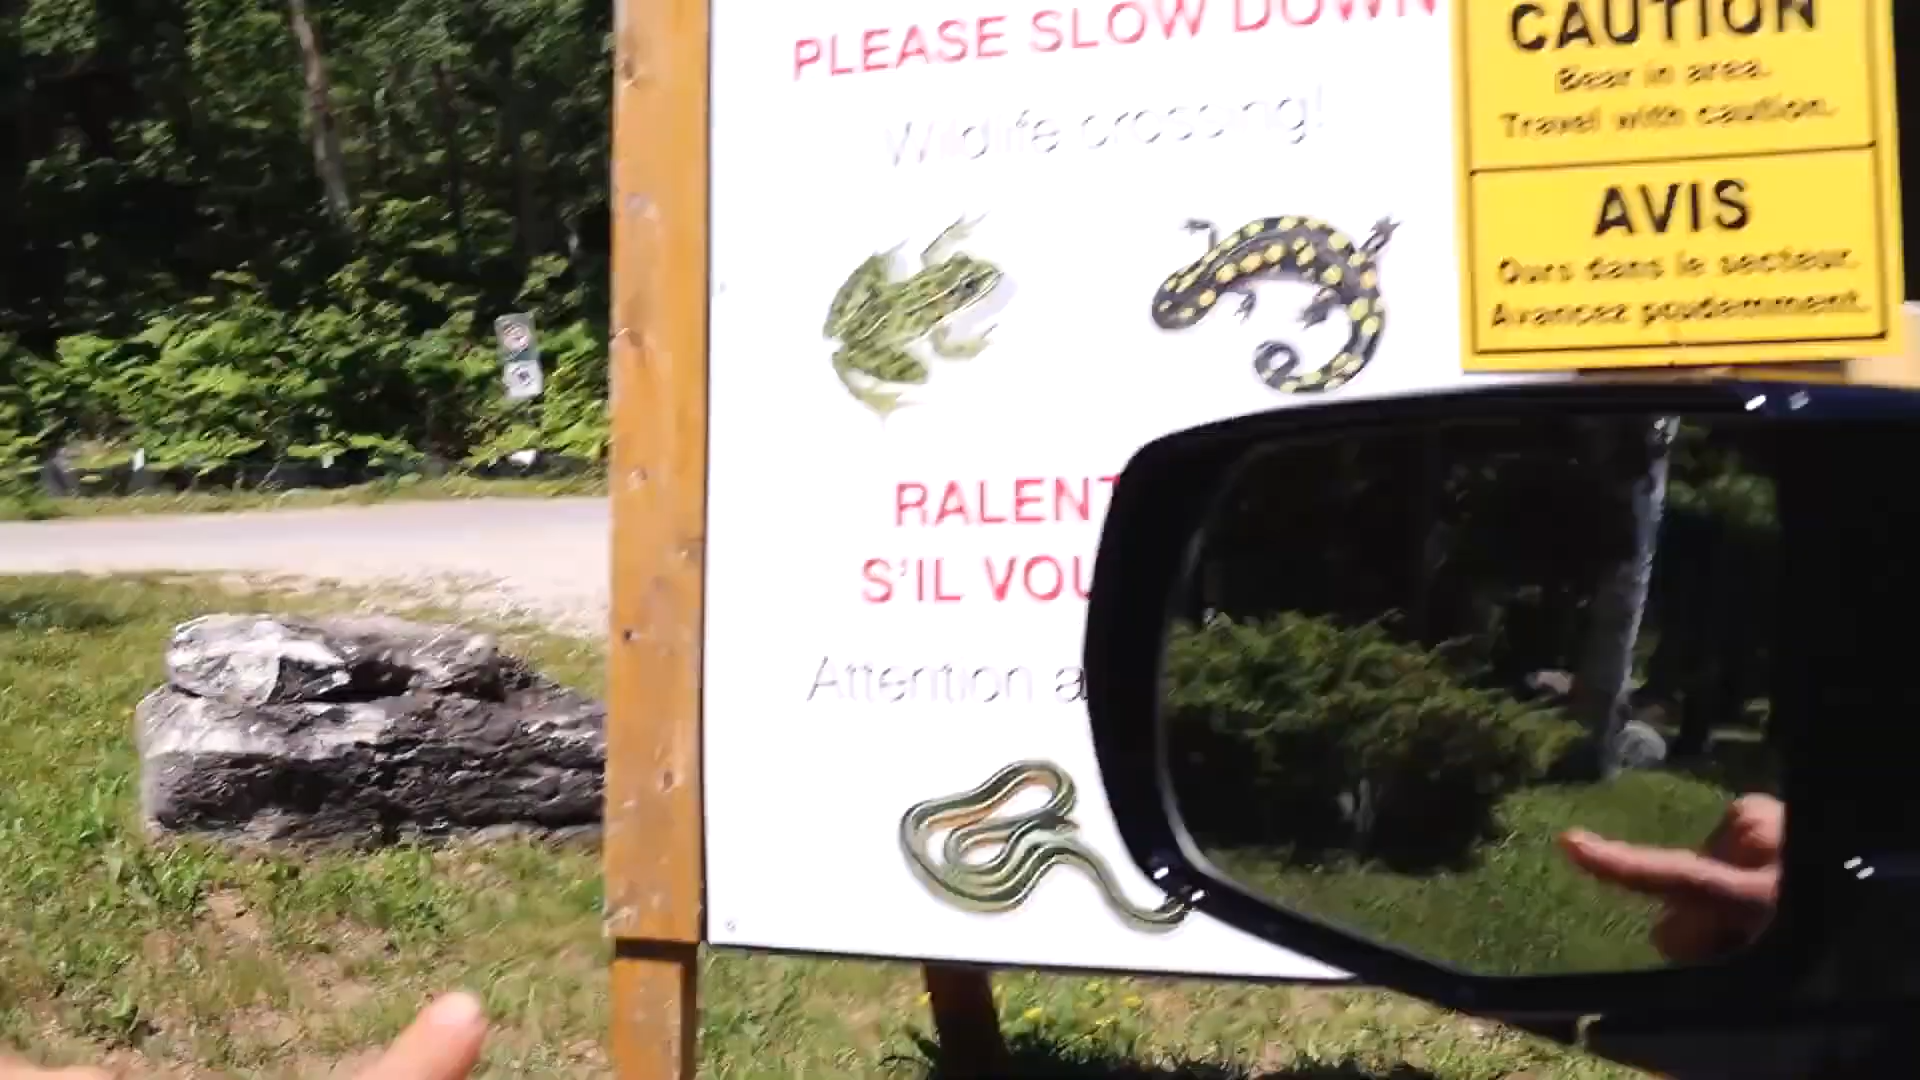 PLEASE SLOW DOWN
Wildlife crossing!
RALENT
S'IL VOU
Attention a
CAUTION
Bear in area.
Travel with caution.
AVIS
Ours dans le secteur.
Avancez prudemment.